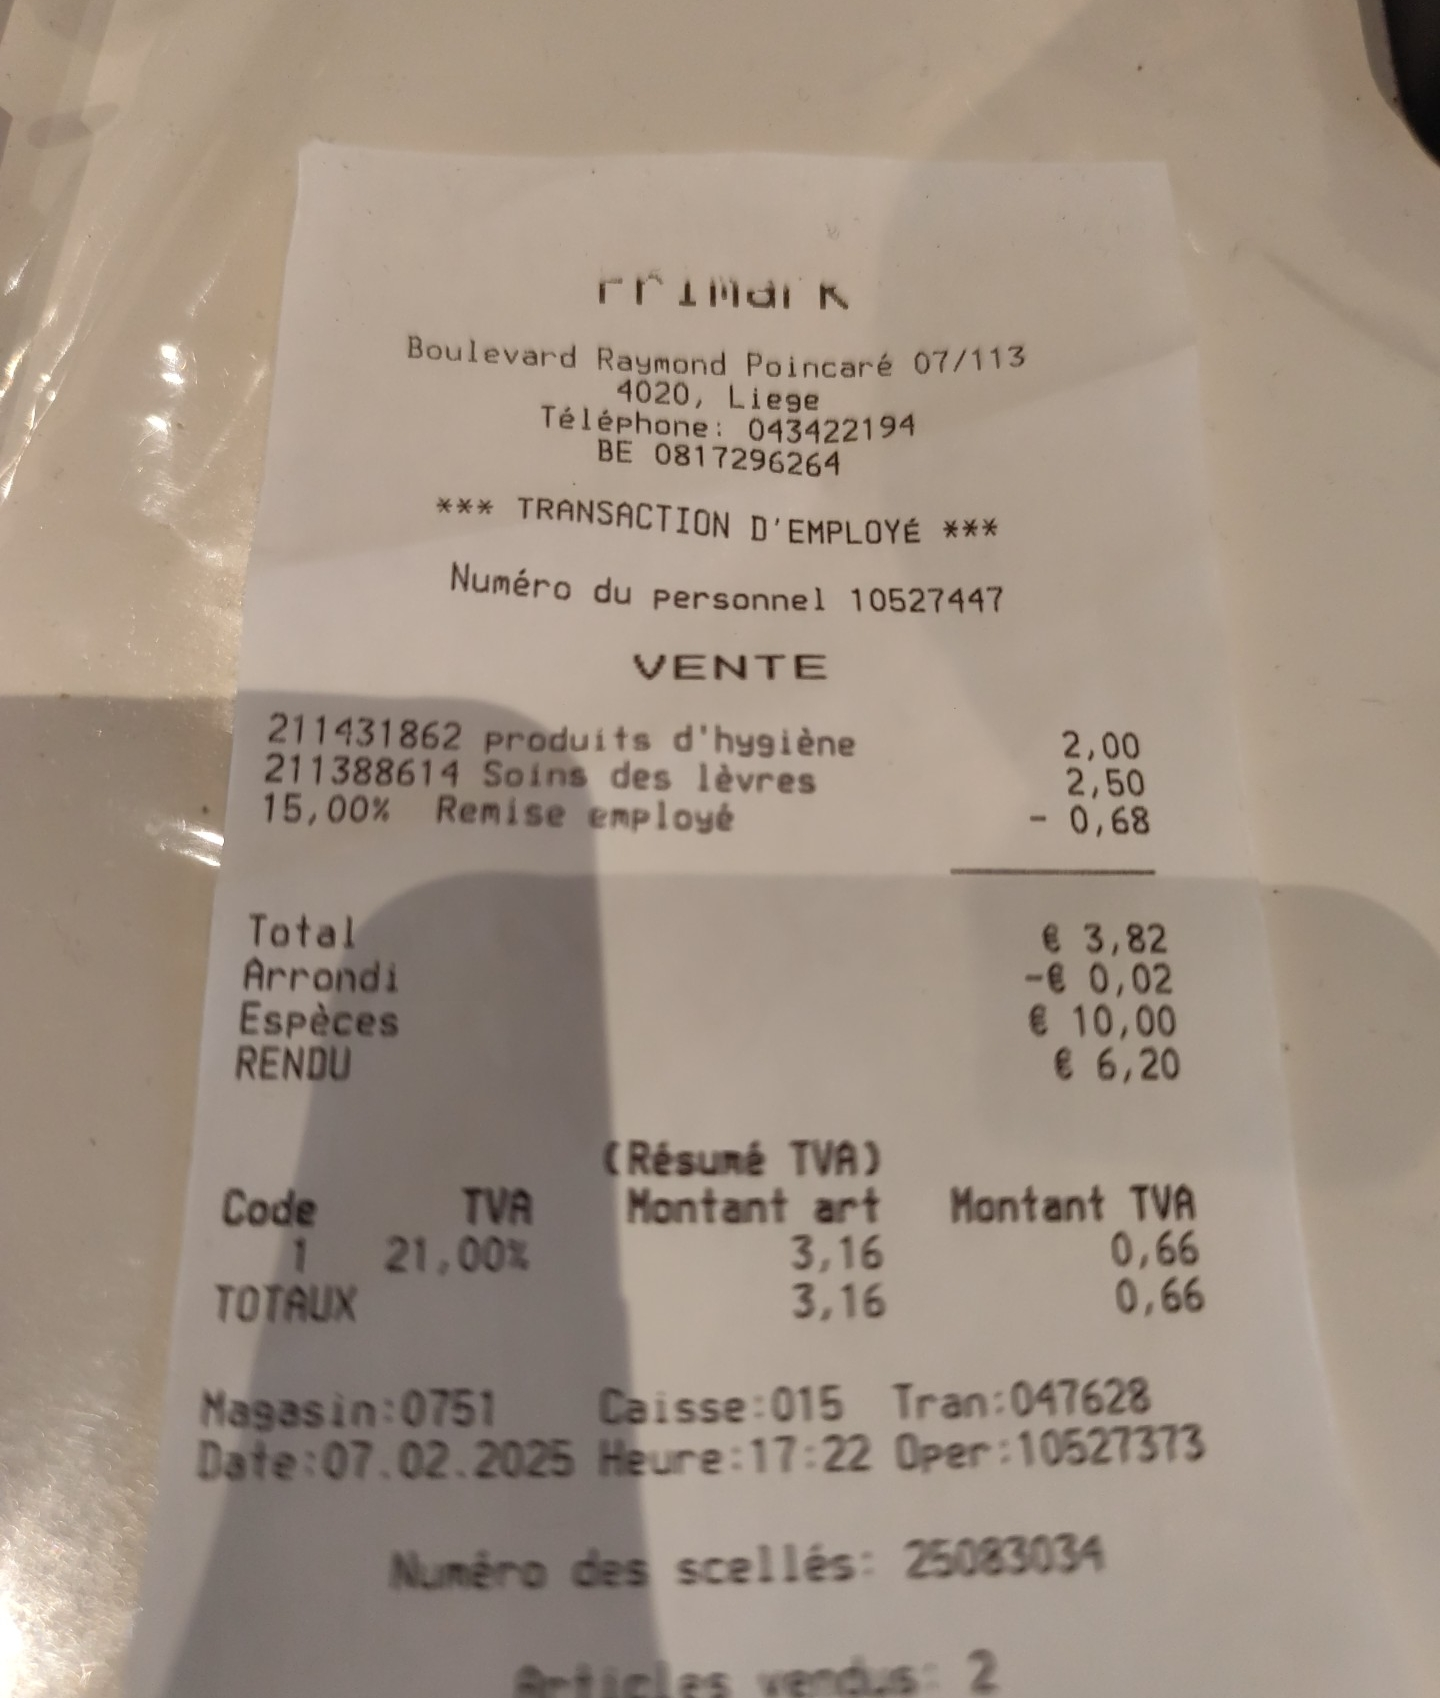 Primark
Boulevard Raymond Poincaré 07/113
4020, Liege
Téléphone: 043422194
BE 0817296264
*** TRANSACTION D'EMPLOYÉ ***
Numéro du personnel 10527447
VENTE
211431862 produits d'hygiène 2,00
211388614 Soins des lèvres 2,50
15,00% Remise employé - 0,68
Total € 3,82
Arrondi -€ 0,02
Espèces € 10,00
RENDU € 6,20
(Résumé TVA)
Code TVA Montant art Montant TVA
1 21,00% 3,16 0,66
TOTAUX 3,16 0,66
Magasin:0751 Caisse:015 Tran:047628
Date:07.02.2025 Heure:17:22 Oper:10527373
Numéro des scellés: 25083034
Articles vendus: 2